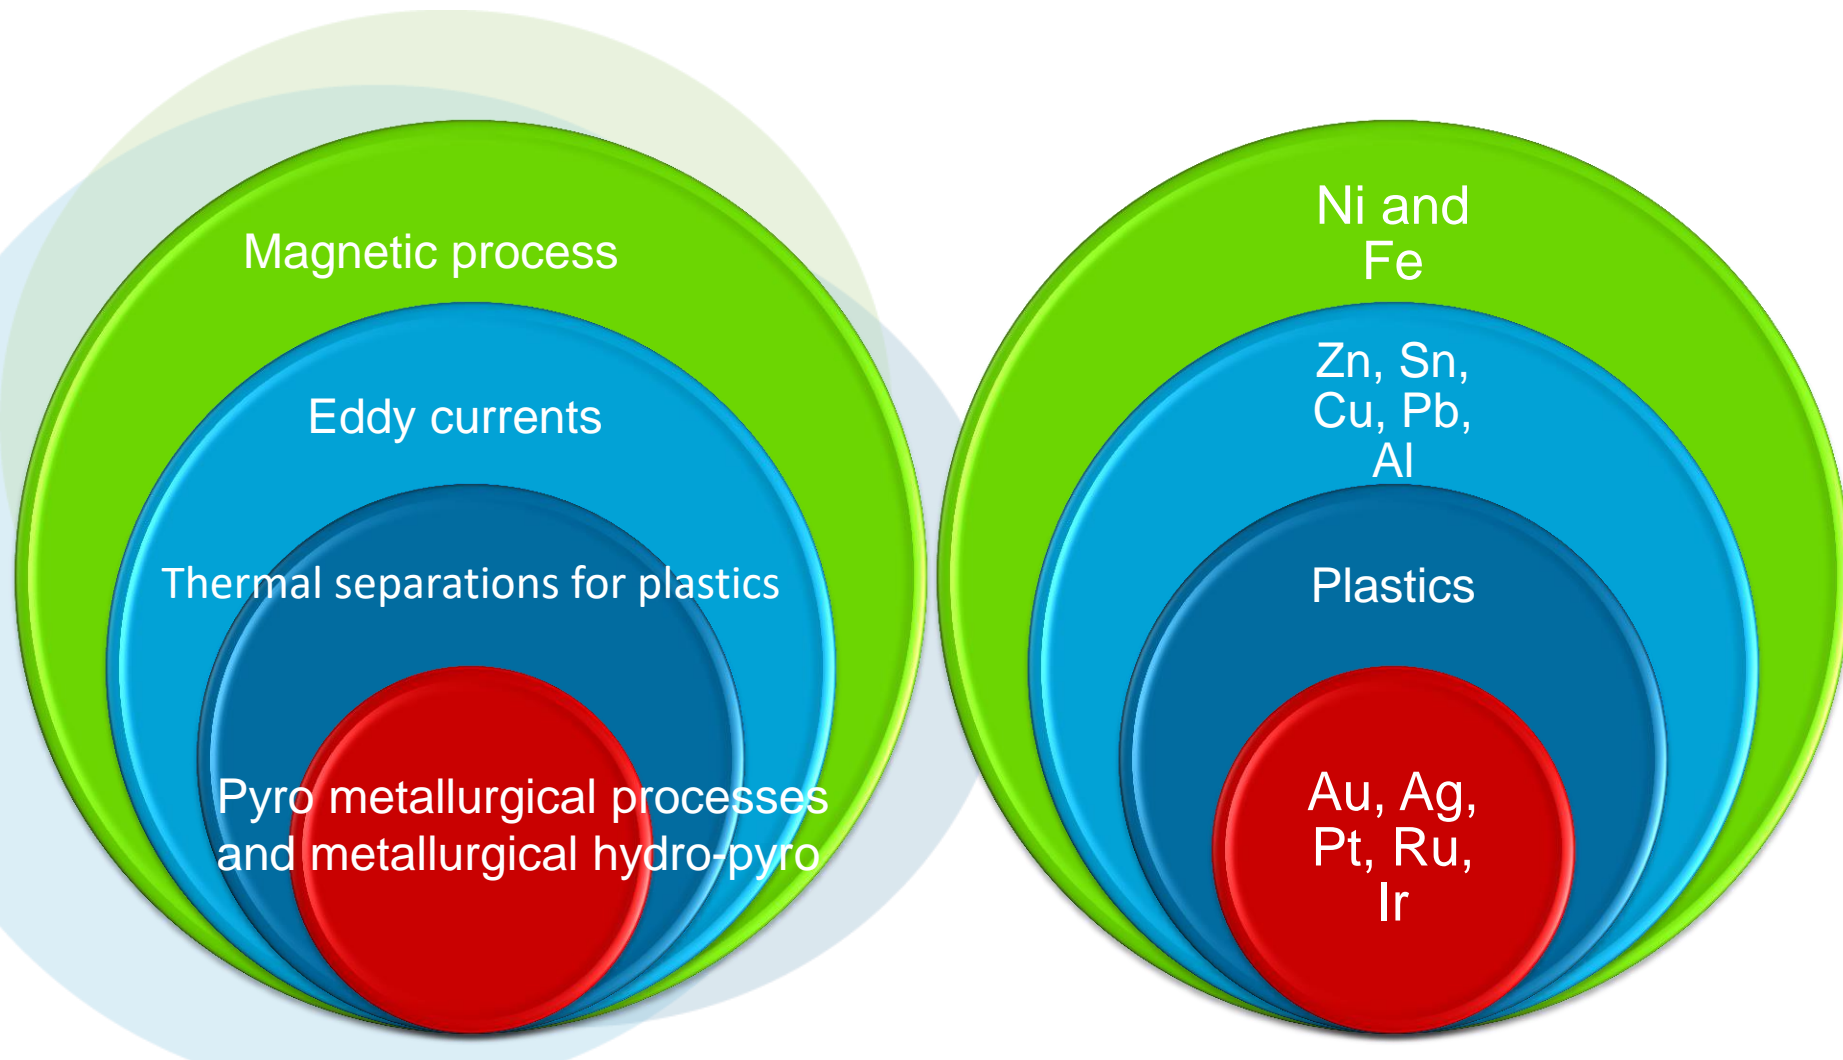 Magnetic process
Eddy currents
Thermal separations for plastics
Pyro metallurgical processes
and metallurgical hydro-pyro
Ni and
Fe
Zn, Sn,
Cu, Pb,
Al
Plastics
Au, Ag,
Pt, Ru,
Ir